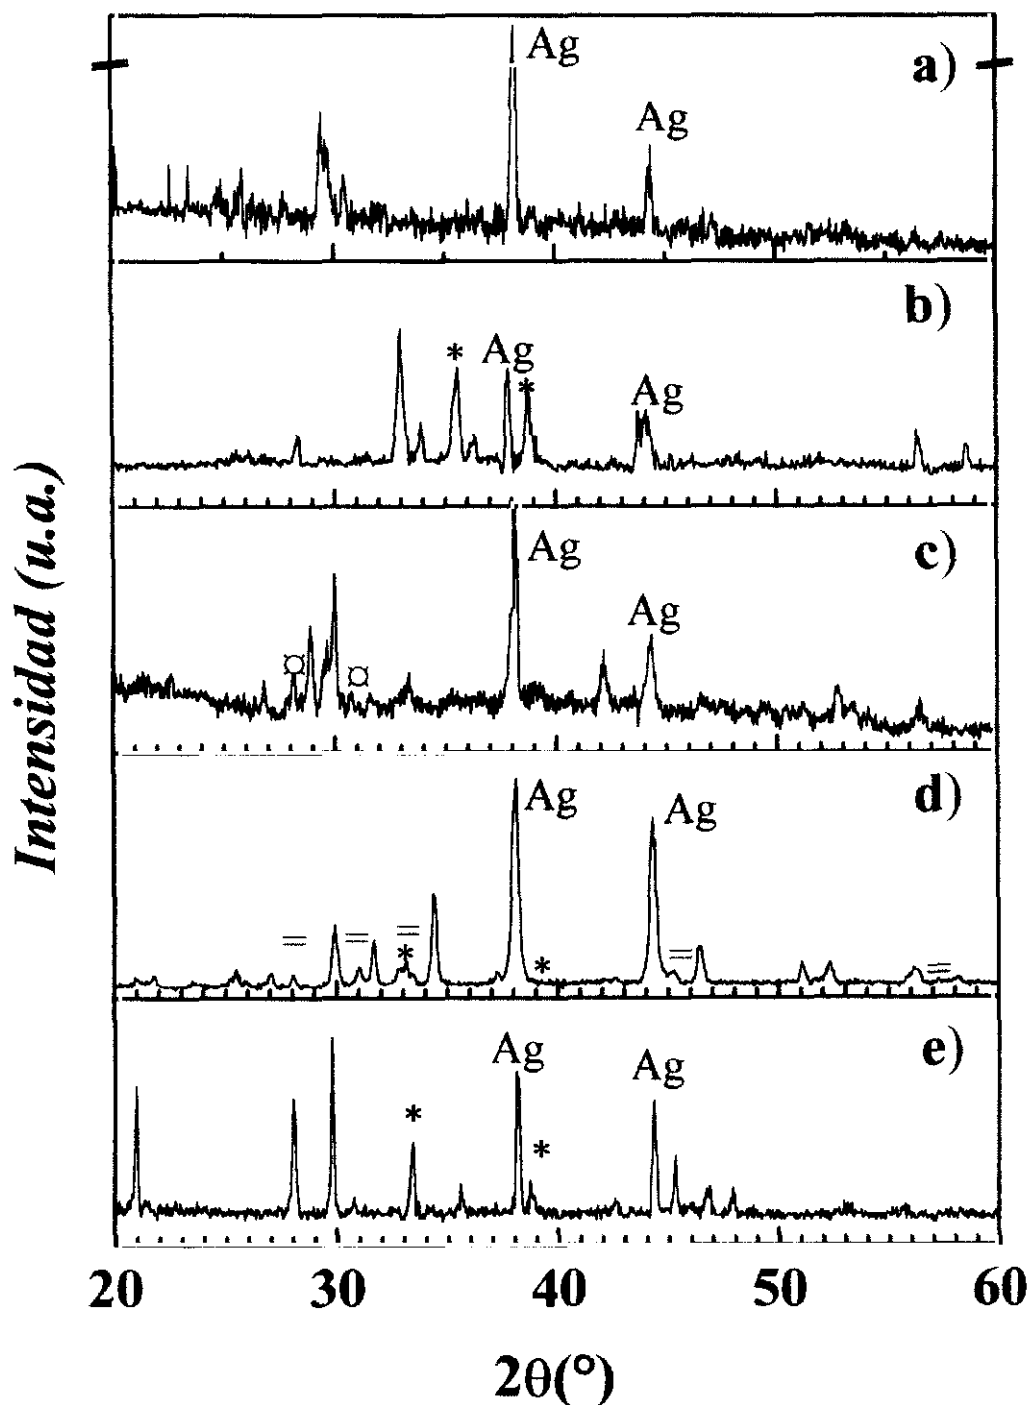 Ag
a)
Ag
b)
* Ag
*
Ag
c)
Ag
Ag
¤ ¤
d)
Ag
Ag
= = =
* * = =
e)
Ag
Ag
*
*
20 30 40 50 60
2θ(°)
Intensidad (u.a.)